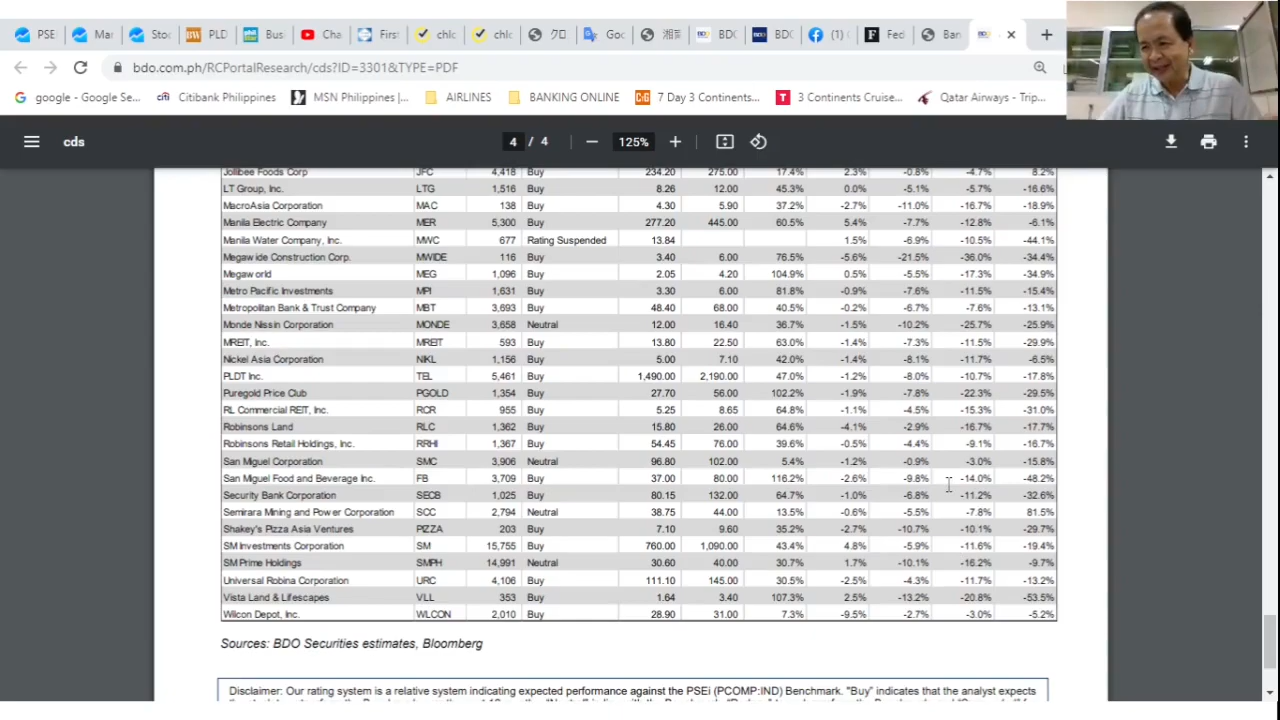 PSE Mar Stoc PLD Bus Cha First chlo chlo クロ Goc 湘南 BDC BDC (1) Fed Ban
bdo.com.ph/RCPortalResearch/cds?ID=3301&TYPE=PDF
google - Google Se... Citibank Philippines MSN Philippines |... AIRLINES BANKING ONLINE 7 Day 3 Continents... 3 Continents Cruise... Qatar Airways - Trip...
cds 4 / 4 125%
Jollibee Foods Corp JFC 4,418 Buy 234.20 275.00 17.4% 2.3% -0.8% -4.7% 8.2%
LT Group, Inc. LTG 1,516 Buy 8.26 12.00 45.3% 0.0% -5.1% -5.7% -16.6%
MacroAsia Corporation MAC 138 Buy 4.30 5.90 37.2% -2.7% -11.0% -16.7% -18.9%
Manila Electric Company MER 5,300 Buy 277.20 445.00 60.5% 5.4% -7.7% -12.8% -6.1%
Manila Water Company, Inc. MWC 677 Rating Suspended 13.84 1.5% -6.9% -10.5% -44.1%
Megawide Construction Corp. MWIDE 116 Buy 3.40 6.00 76.5% -5.6% -21.5% -36.0% -34.4%
Megaworld MEG 1,096 Buy 2.05 4.20 104.9% 0.5% -5.5% -17.3% -34.9%
Metro Pacific Investments MPI 1,631 Buy 3.30 6.00 81.8% -0.9% -7.6% -11.5% -15.4%
Metropolitan Bank & Trust Company MBT 3,693 Buy 48.40 68.00 40.5% -0.2% -6.7% -7.6% -13.1%
Monde Nissin Corporation MONDE 3,658 Neutral 12.00 16.40 36.7% -1.5% -10.2% -25.7% -25.9%
MREIT, Inc. MREIT 593 Buy 13.80 22.50 63.0% -1.4% -7.3% -11.5% -29.9%
Nickel Asia Corporation NIKL 1,156 Buy 5.00 7.10 42.0% -1.4% -8.1% -11.7% -6.5%
PLDT Inc. TEL 5,461 Buy 1,490.00 2,190.00 47.0% -1.2% -8.0% -10.7% -17.8%
Puregold Price Club PGOLD 1,354 Buy 27.70 56.00 102.2% -1.9% -7.8% -22.3% -29.5%
RL Commercial REIT, Inc. RCR 955 Buy 5.25 8.65 64.8% -1.1% -4.5% -15.3% -31.0%
Robinsons Land RLC 1,362 Buy 15.80 26.00 64.6% -4.1% -2.9% -16.7% -17.7%
Robinsons Retail Holdings, Inc. RRHI 1,367 Buy 54.45 76.00 39.6% -0.5% -4.4% -9.1% -16.7%
San Miguel Corporation SMC 3,906 Neutral 96.80 102.00 5.4% -1.2% -0.9% -3.0% -15.8%
San Miguel Food and Beverage Inc. FB 3,709 Buy 37.00 80.00 116.2% -2.6% -9.8% -14.0% -48.2%
Security Bank Corporation SECB 1,025 Buy 80.15 132.00 64.7% -1.0% -6.8% -11.2% -32.6%
Semirara Mining and Power Corporation SCC 2,794 Neutral 38.75 44.00 13.5% -0.6% -5.5% -7.8% 81.5%
Shakey's Pizza Asia Ventures PIZZA 203 Buy 7.10 9.60 35.2% -2.7% -10.7% -10.1% -29.7%
SM Investments Corporation SM 15,755 Buy 760.00 1,090.00 43.4% 4.8% -5.9% -11.6% -19.4%
SM Prime Holdings SMPH 14,991 Neutral 30.60 40.00 30.7% 1.7% -10.1% -16.2% -9.7%
Universal Robina Corporation URC 4,106 Buy 111.10 145.00 30.5% -2.5% -4.3% -11.7% -13.2%
Vista Land & Lifescapes VLL 353 Buy 1.64 3.40 107.3% 2.5% -13.2% -20.8% -53.5%
Wilcon Depot, Inc. WLCON 2,010 Buy 28.90 31.00 7.3% -9.5% -2.7% -3.0% -5.2%
Sources: BDO Securities estimates, Bloomberg
Disclaimer: Our rating system is a relative system indicating expected performance against the PSEi (PCOMP:IND) Benchmark. "Buy" indicates that the analyst expects